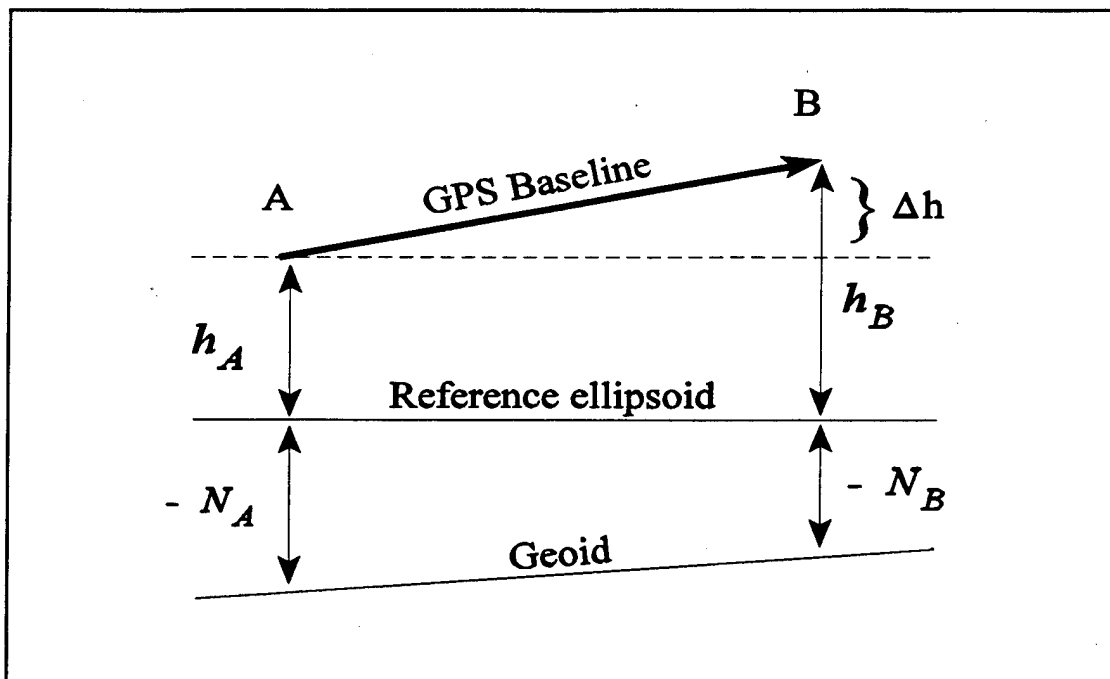 B
A
GPS Baseline
} Δh
h_A
h_B
Reference ellipsoid
- N_A
- N_B
Geoid